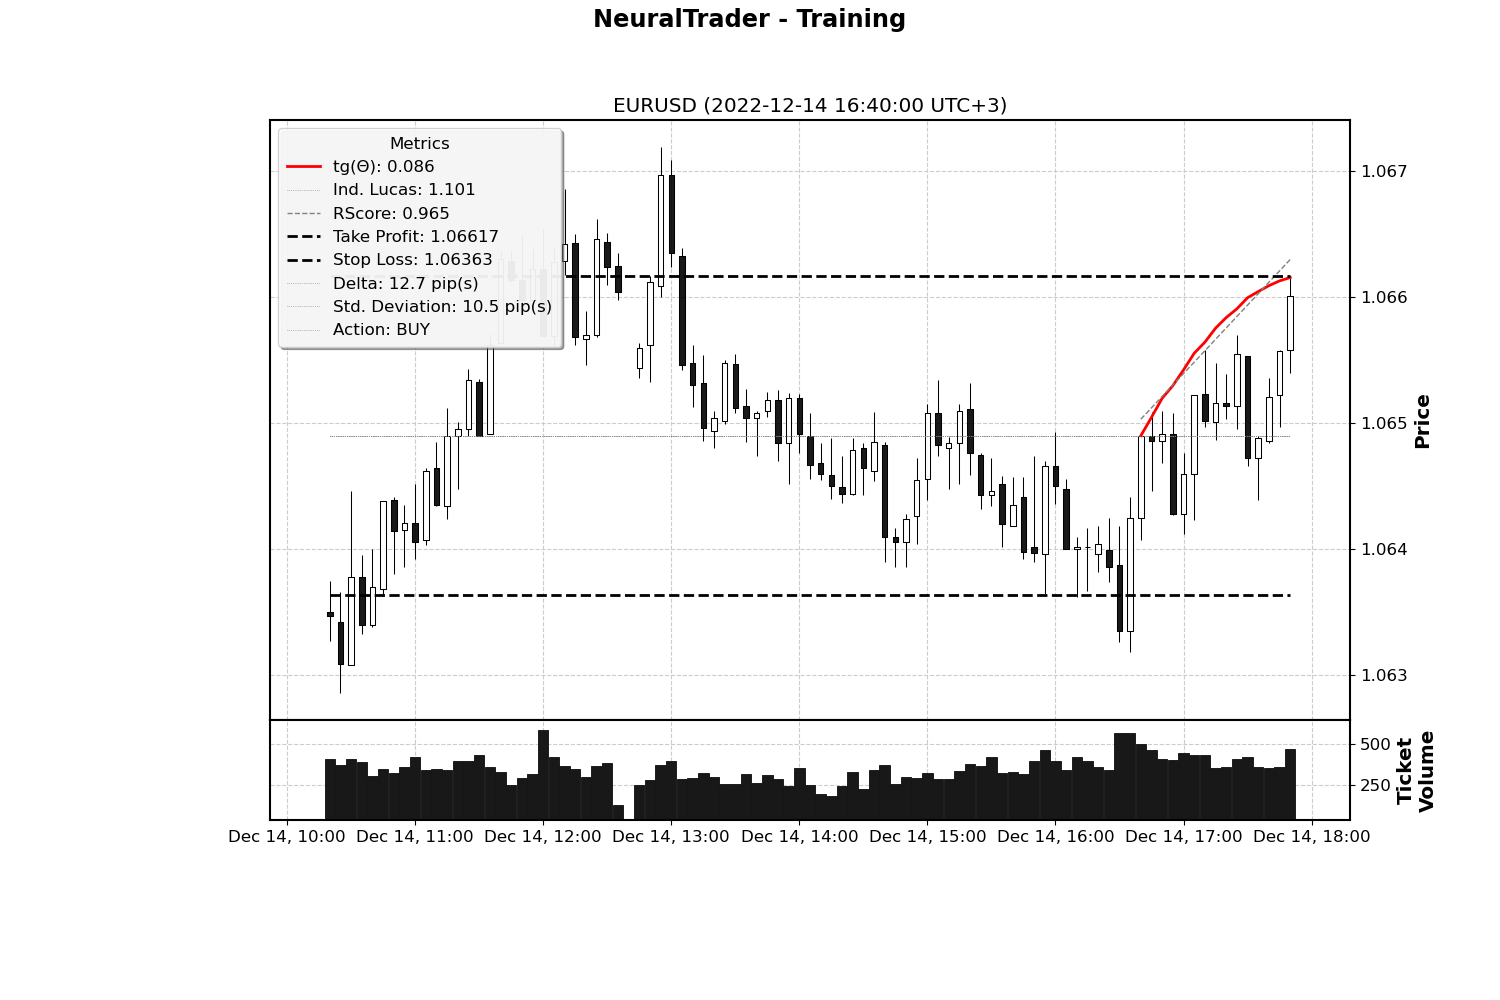 NeuralTrader - Training
EURUSD (2022-12-14 16:40:00 UTC+3)
Metrics
tg(Θ): 0.086
Ind. Lucas: 1.101
RScore: 0.965
Take Profit: 1.06617
Stop Loss: 1.06363
Delta: 12.7 pip(s)
Std. Deviation: 10.5 pip(s)
Action: BUY
1.067
1.066
1.065
1.064
1.063
Price
500
250
Ticket
Volume
Dec 14, 10:00 Dec 14, 11:00 Dec 14, 12:00 Dec 14, 13:00 Dec 14, 14:00 Dec 14, 15:00 Dec 14, 16:00 Dec 14, 17:00 Dec 14, 18:00